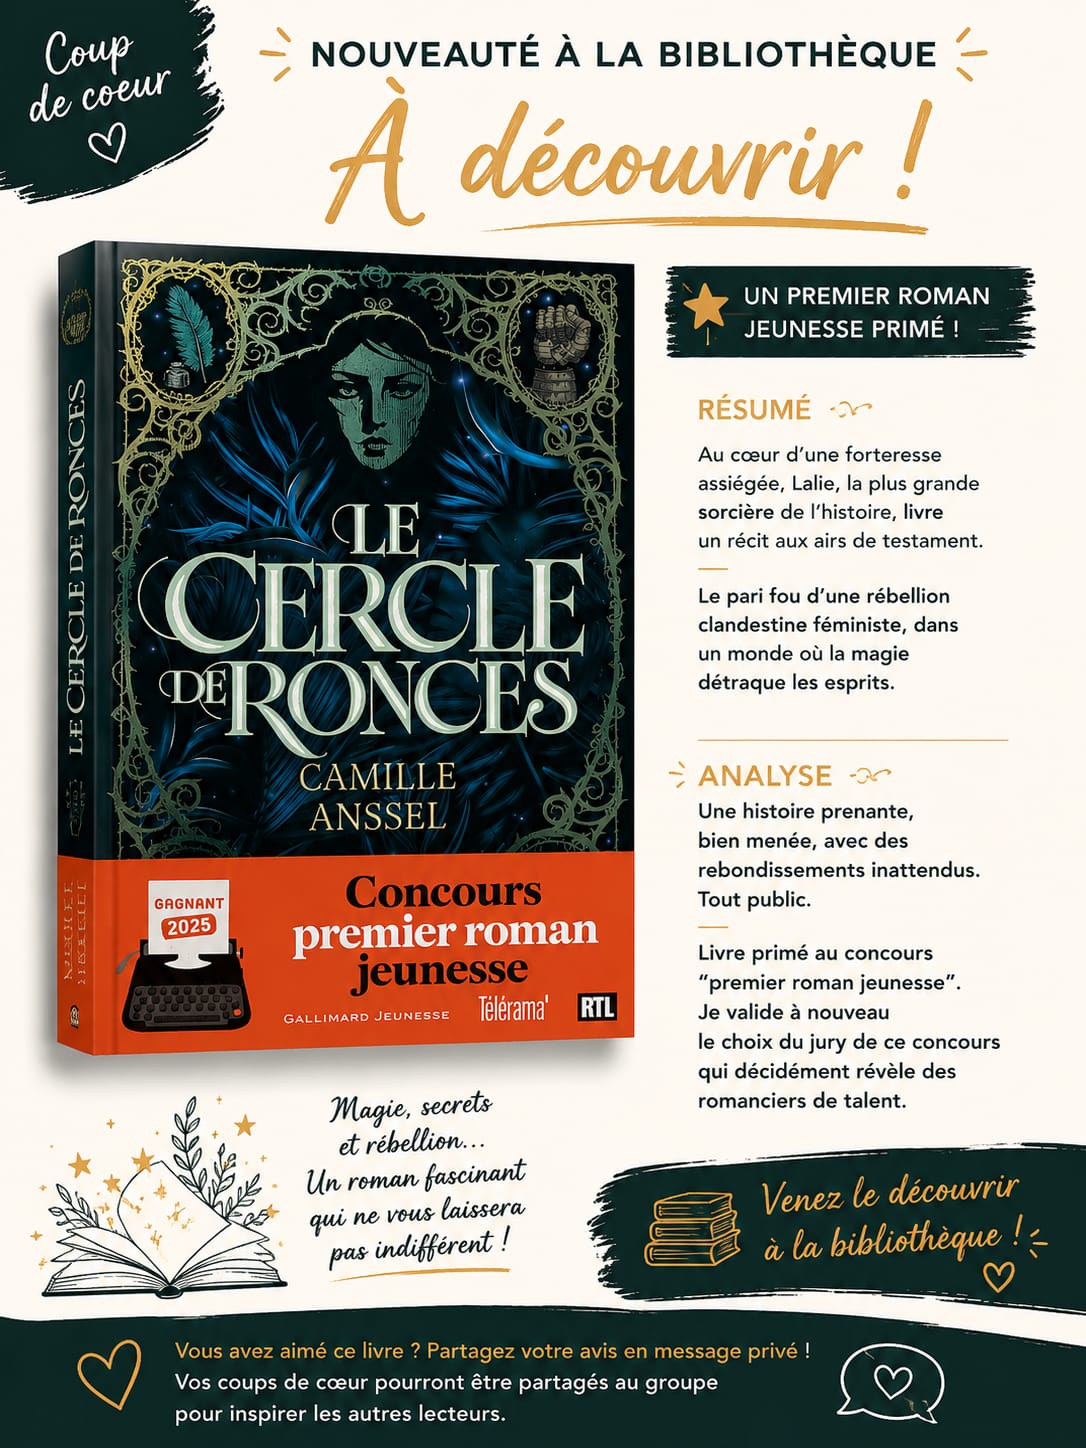 Coup
de coeur
NOUVEAUTÉ À LA BIBLIOTHÈQUE
À découvrir !
LE CERCLE DE RONCES
LE
CERCLE
DE RONCES
CAMILLE
ANSSEL
GAGNANT
2025
Concours
premier roman
jeunesse
GALLIMARD JEUNESSE
Télérama'
RTL
UN PREMIER ROMAN
JEUNESSE PRIMÉ !
RÉSUMÉ
Au cœur d'une forteresse
assiégée, Lalie, la plus grande
sorcière de l'histoire, livre
un récit aux airs de testament.
Le pari fou d'une rébellion
clandestine féministe, dans
un monde où la magie
détraque les esprits.
ANALYSE
Une histoire prenante,
bien menée, avec des
rebondissements inattendus.
Tout public.
Livre primé au concours
“premier roman jeunesse”.
Je valide à nouveau
le choix du jury de ce concours
qui décidément révèle des
romanciers de talent.
Magie, secrets
et rébellion...
Un roman fascinant
qui ne vous laissera
pas indifférent !
Venez le découvrir
à la bibliothèque !
Vous avez aimé ce livre ? Partagez votre avis en message privé !
Vos coups de cœur pourront être partagés au groupe
pour inspirer les autres lecteurs.